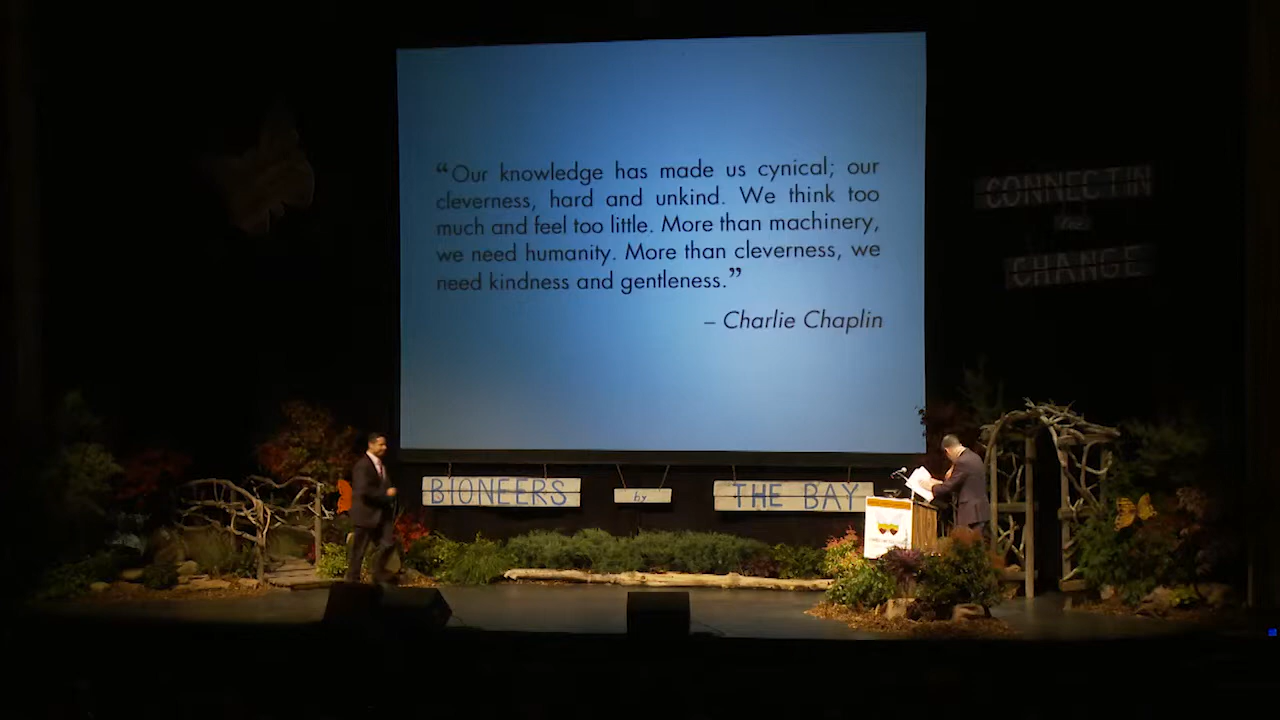 “Our knowledge has made us cynical; our
cleverness, hard and unkind. We think too
much and feel too little. More than machinery,
we need humanity. More than cleverness, we
need kindness and gentleness.”
– Charlie Chaplin
CONNECTIN
for
CHANGE
BIONEERS by THE BAY